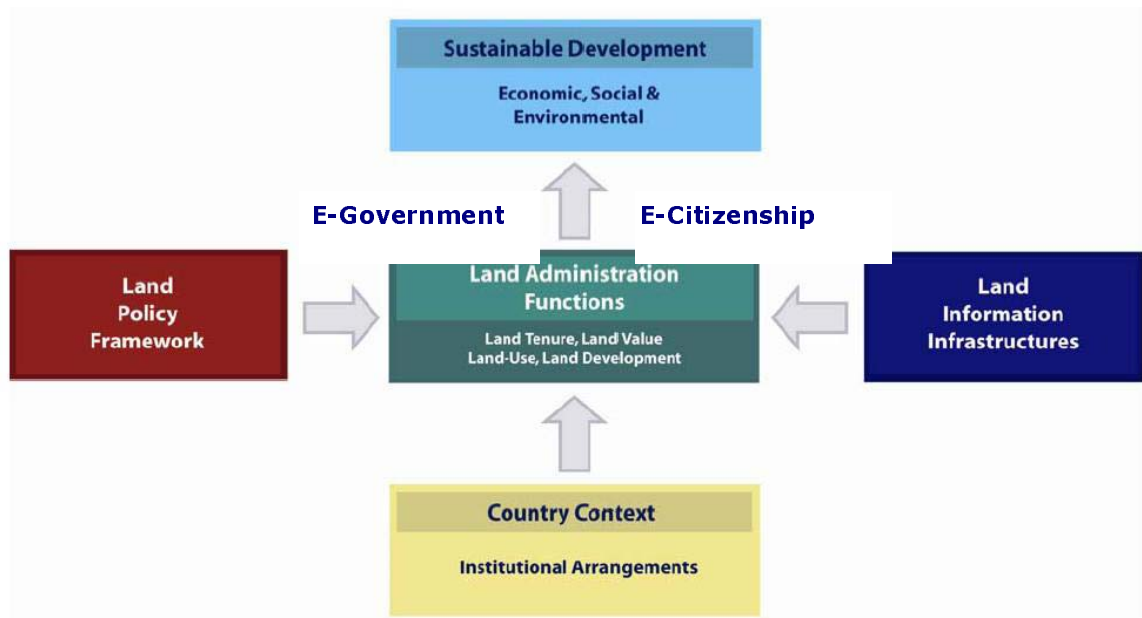 Sustainable Development
Economic, Social &
Environmental
E-Government
E-Citizenship
Land
Policy
Framework
Land Administration
Functions
Land Tenure, Land Value
Land-Use, Land Development
Land
Information
Infrastructures
Country Context
Institutional Arrangements